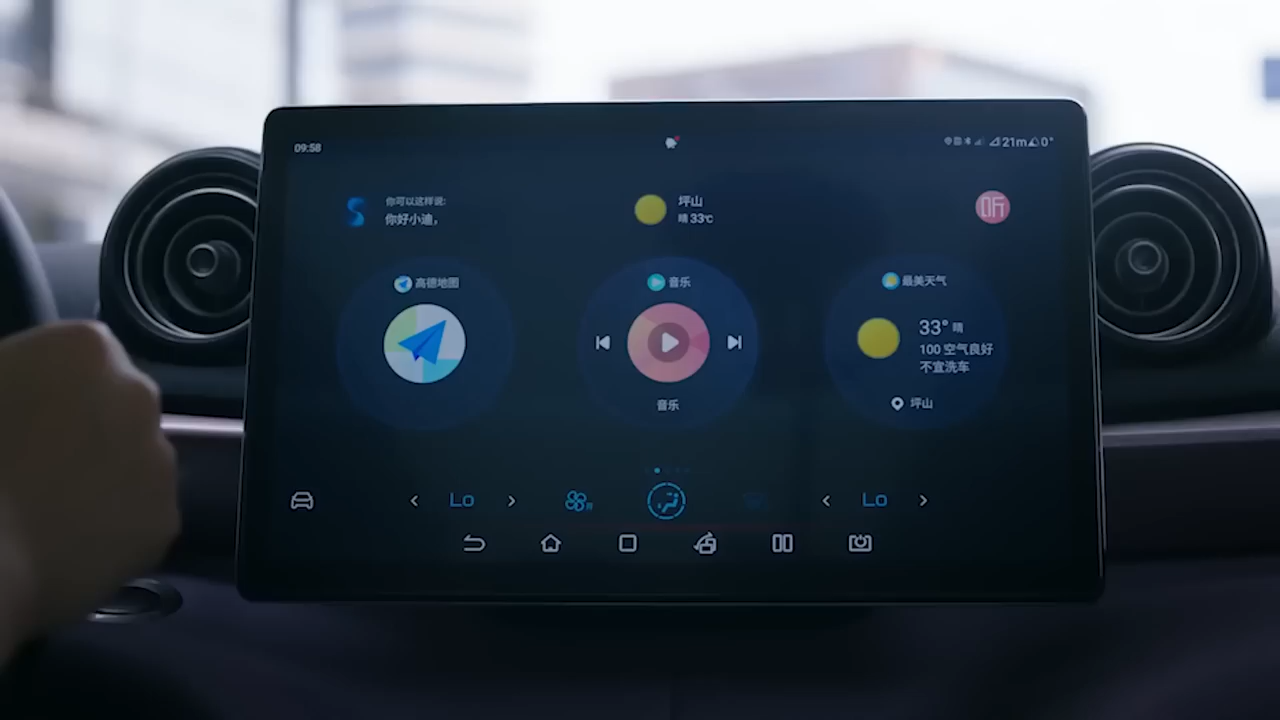 09:58
21m 0°
你可以这样说:
你好小迪,
坪山
晴 33℃
听
高德地图
音乐
音乐
最美天气
33° 晴
100 空气良好
不宜洗车
坪山
Lo
Lo